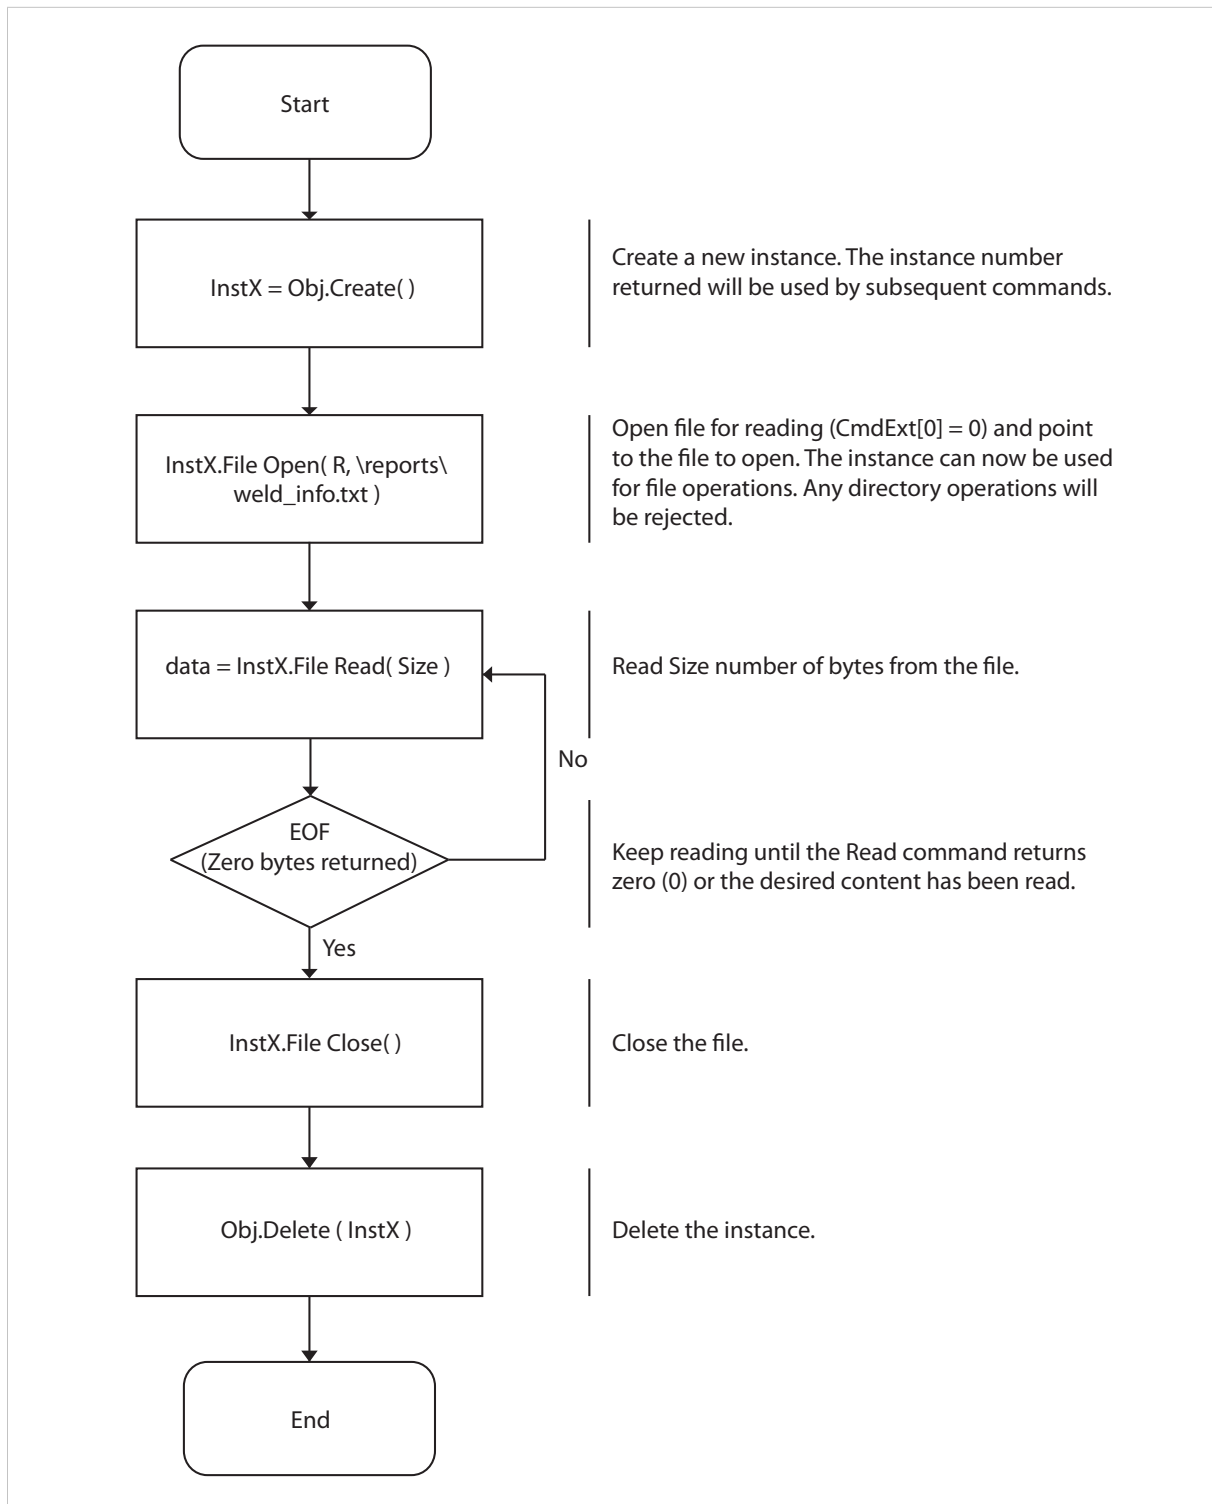 Start
InstX = Obj.Create( )
Create a new instance. The instance number
returned will be used by subsequent commands.
InstX.File Open( R, \reports\
weld_info.txt )
Open file for reading (CmdExt[0] = 0) and point
to the file to open. The instance can now be used
for file operations. Any directory operations will
be rejected.
data = InstX.File Read( Size )
Read Size number of bytes from the file.
No
EOF
(Zero bytes returned)
Keep reading until the Read command returns
zero (0) or the desired content has been read.
Yes
InstX.File Close( )
Close the file.
Obj.Delete ( InstX )
Delete the instance.
End